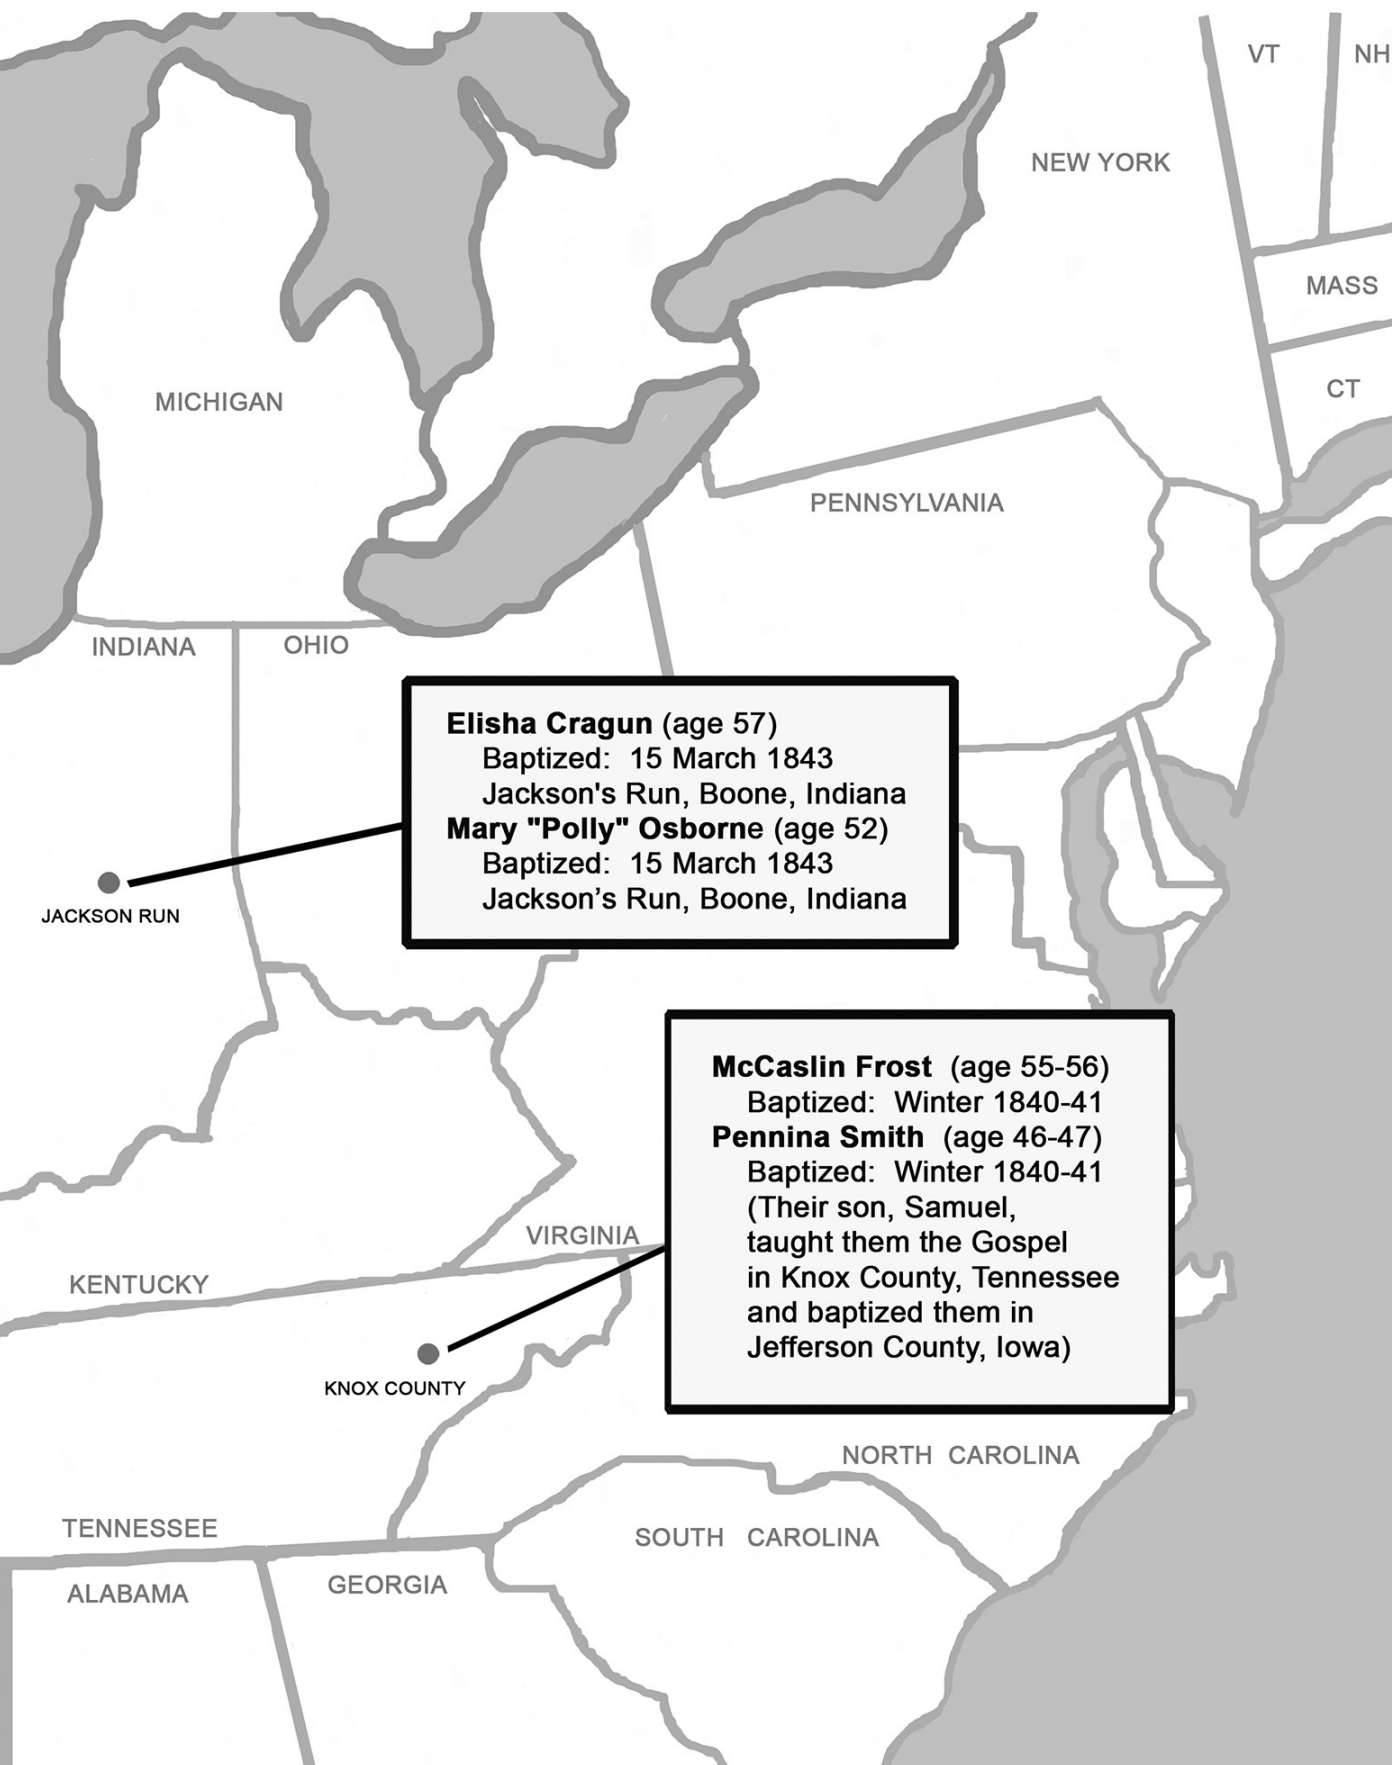 VT
NH
NEW YORK
MASS
CT
MICHIGAN
PENNSYLVANIA
INDIANA
OHIO
Elisha Cragun (age 57)
Baptized: 15 March 1843
Jackson's Run, Boone, Indiana
Mary "Polly" Osborne (age 52)
Baptized: 15 March 1843
Jackson’s Run, Boone, Indiana
JACKSON RUN
McCaslin Frost (age 55-56)
Baptized: Winter 1840-41
Pennina Smith (age 46-47)
Baptized: Winter 1840-41
(Their son, Samuel,
taught them the Gospel
in Knox County, Tennessee
and baptized them in
Jefferson County, Iowa)
VIRGINIA
KENTUCKY
KNOX COUNTY
NORTH CAROLINA
TENNESSEE
SOUTH CAROLINA
ALABAMA
GEORGIA